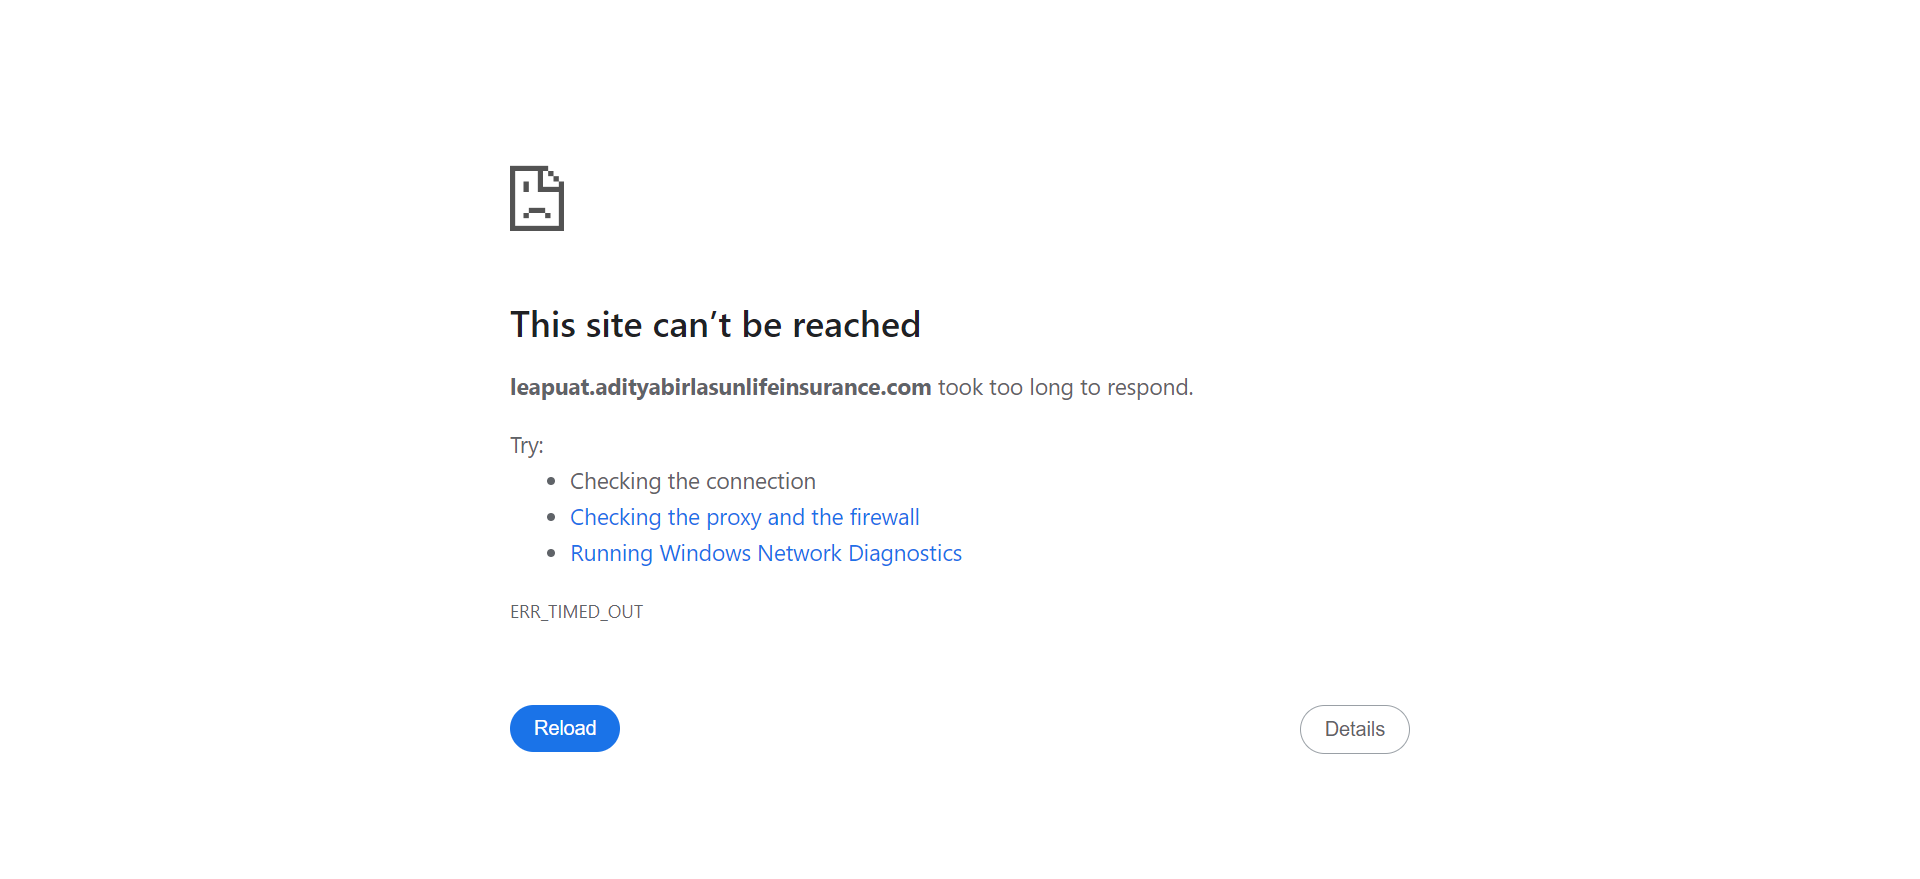 This site can’t be reached
leapuat.adityabirlasunlifeinsurance.com took too long to respond.
Try:
Checking the connection
Checking the proxy and the firewall
Running Windows Network Diagnostics
ERR_TIMED_OUT
Reload
Details